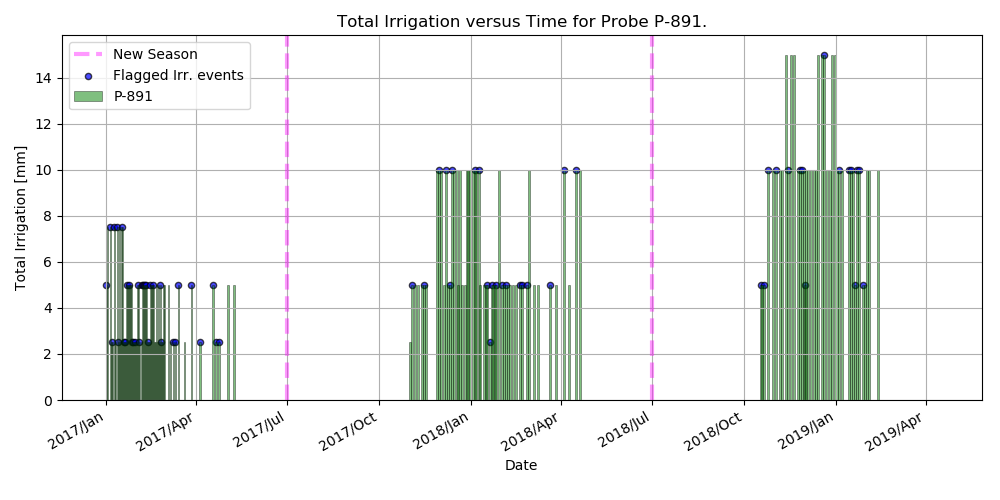 Total Irrigation versus Time for Probe P-891.
New Season
Flagged Irr. events
P-891
Total Irrigation [mm]
14
12
10
8
6
4
2
0
2017/Jan
2017/Apr
2017/Jul
2017/Oct
2018/Jan
2018/Apr
2018/Jul
2018/Oct
2019/Jan
2019/Apr
Date